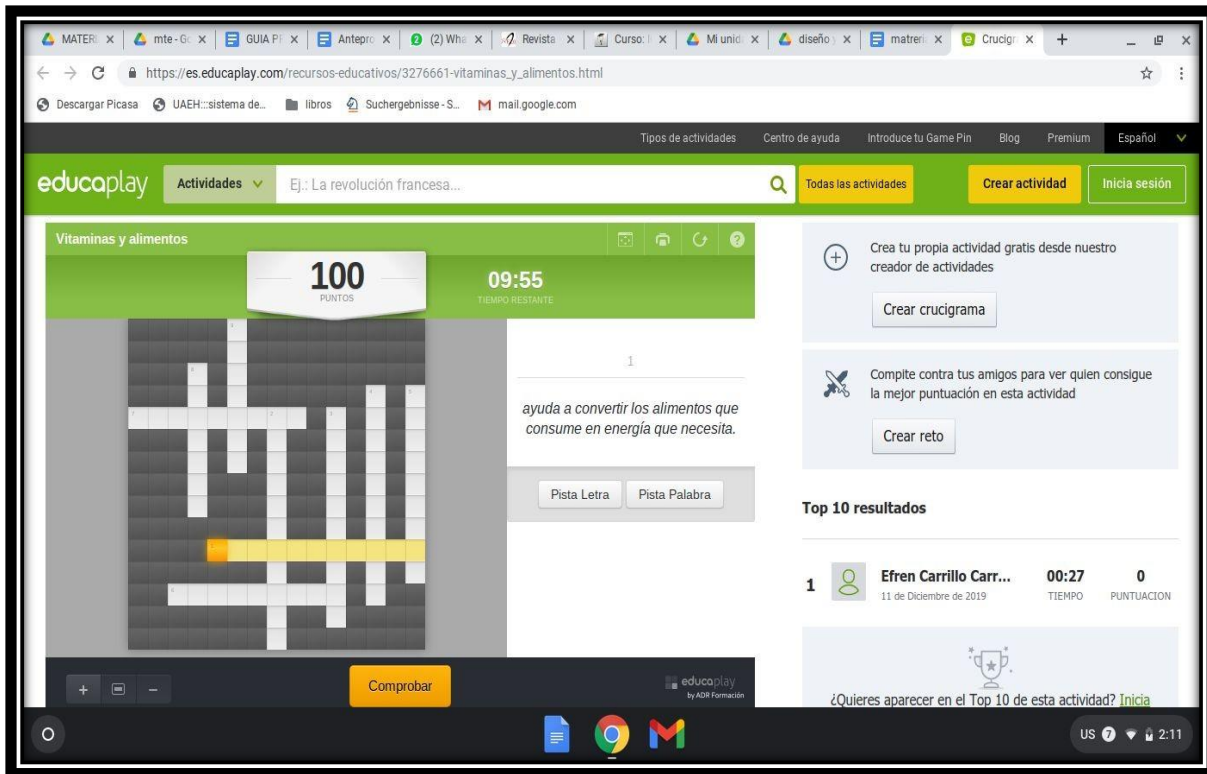 MATER
mte - G
GUIA P
Antepro
(2) Wha
Revista
Curso: 
Mi unid
diseño
matreri
Crucigr
https://es.educaplay.com/recursos-educativos/3276661-vitaminas_y_alimentos.html
Descargar Picasa
UAEH:::sistema de...
libros
Suchergebnisse - S...
mail.google.com
Tipos de actividades
Centro de ayuda
Introduce tu Game Pin
Blog
Premium
Español
educaplay
Actividades
Ej.: La revolución francesa...
Todas las actividades
Crear actividad
Inicia sesión
Vitaminas y alimentos
100
PUNTOS
09:55
TIEMPO RESTANTE
1
ayuda a convertir los alimentos que
consume en energía que necesita.
Pista Letra
Pista Palabra
Comprobar
educaplay
by ADR Formación
Crea tu propia actividad gratis desde nuestro
creador de actividades
Crear crucigrama
Compite contra tus amigos para ver quien consigue
la mejor puntuación en esta actividad
Crear reto
Top 10 resultados
1
Efren Carrillo Carr...
00:27
0
11 de Diciembre de 2019
TIEMPO
PUNTUACION
¿Quieres aparecer en el Top 10 de esta actividad? Inicia
US
7
2:11